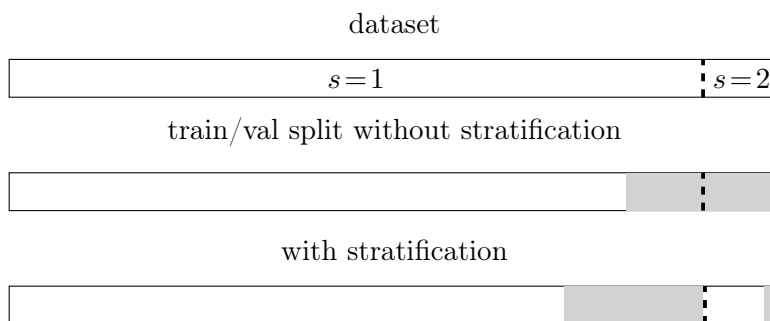 dataset
s=1 s=2
train/val split without stratification
with stratification